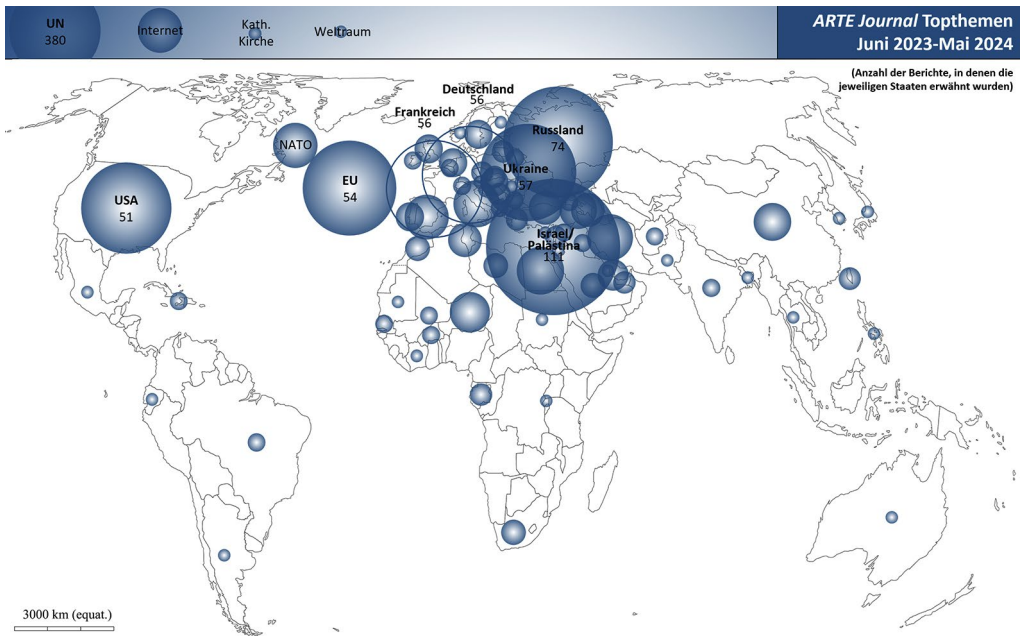 UN
380
Internet
Kath.
Kirche
Weltraum
ARTE Journal Topthemen
Juni 2023-Mai 2024
(Anzahl der Berichte, in denen die
jeweiligen Staaten erwähnt wurden)
Deutschland
56
Frankreich
56
Russland
74
NATO
Ukraine
57
EU
54
USA
51
Israel/
Palästina
111
3000 km (equat.)